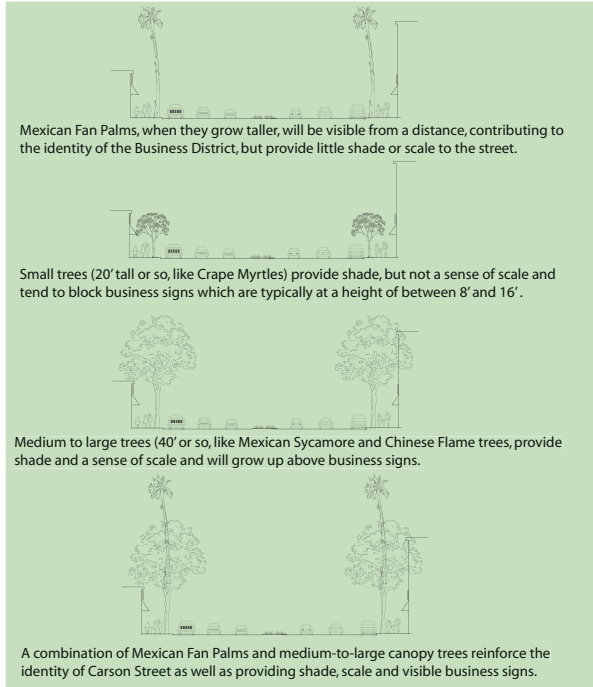 Mexican Fan Palms, when they grow taller, will be visible from a distance, contributing to
the identity of the Business District, but provide little shade or scale to the street.
Small trees (20' tall or so, like Crape Myrtles) provide shade, but not a sense of scale and
tend to block business signs which are typically at a height of between 8' and 16'.
Medium to large trees (40' or so, like Mexican Sycamore and Chinese Flame trees, provide
shade and a sense of scale and will grow up above business signs.
A combination of Mexican Fan Palms and medium-to-large canopy trees reinforce the
identity of Carson Street as well as providing shade, scale and visible business signs.